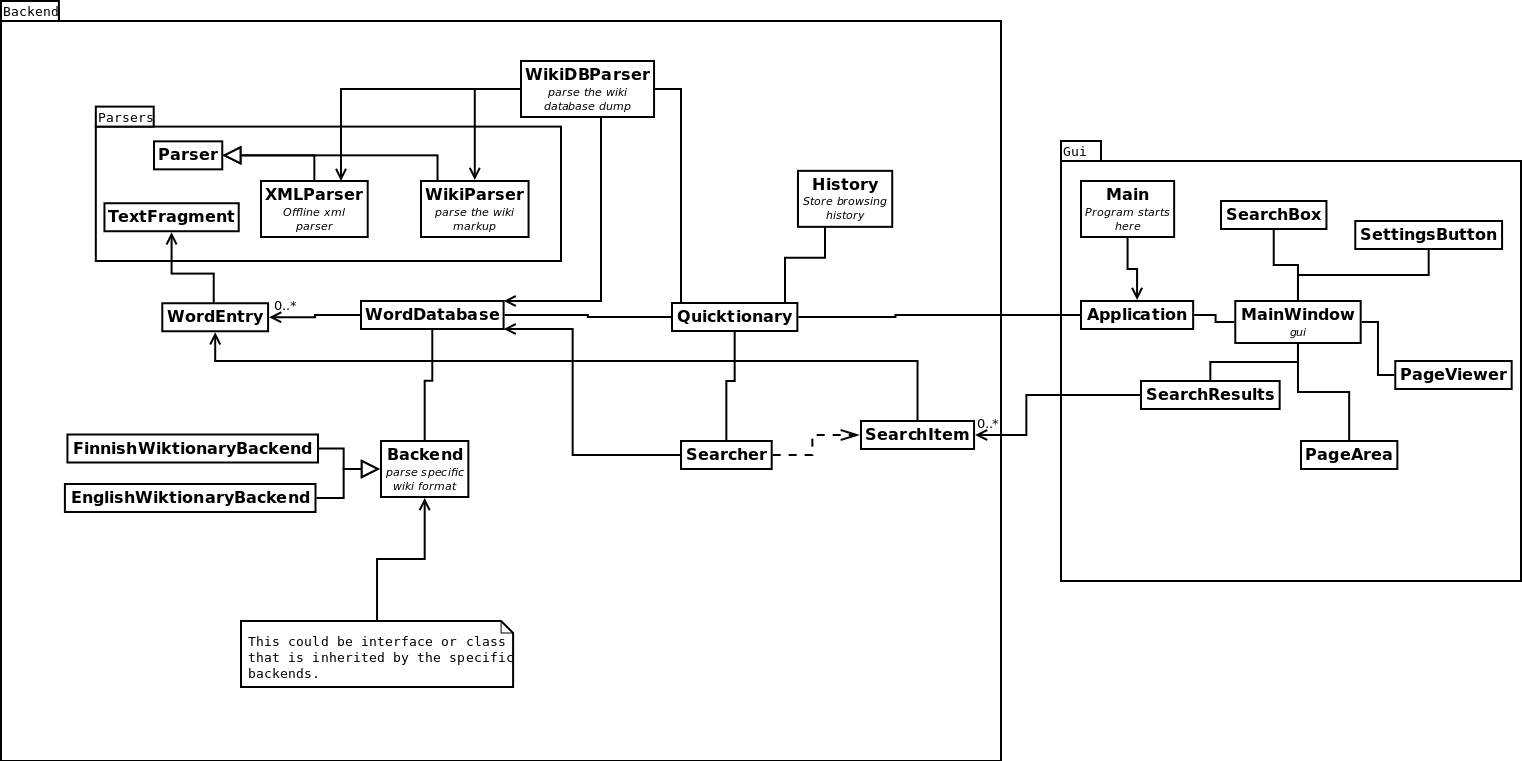 Backend
WikiDBParser
parse the wiki
database dump
Parsers
Parser
XMLParser
Offline xml
parser
WikiParser
parse the wiki
markup
TextFragment
History
Store browsing
history
Gui
Main
Program starts
here
SearchBox
SettingsButton
WordEntry
0..*
WordDatabase
Quicktionary
Application
MainWindow
gui
PageViewer
SearchResults
PageArea
FinnishWiktionaryBackend
EnglishWiktionaryBackend
Backend
parse specific
wiki format
Searcher
SearchItem
0..*
This could be interface or class
that is inherited by the specific
backends.